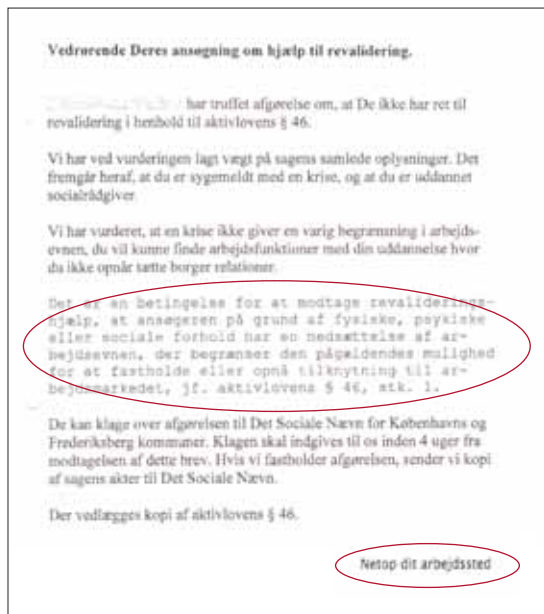 Vedrørende Deres ansøgning om hjælp til revalidering.
har truffet afgørelse om, at De ikke har ret til
revalidering i henhold til aktivlovens § 46.
Vi har ved vurderingen lagt vægt på sagens samlede oplysninger. Det
fremgår heraf, at du er sygemeldt med en krise, og at du er uddannet
socialrådgiver.
Vi har vurderet, at en krise ikke giver en varig begrænsning i arbejds-
evnen, du vil kunne finde arbejdsfunktioner med din uddannelse hvor
du ikke opnår tætte borger relationer.
Det er en betingelse for at modtage revaliderings-
hjælp, at ansøgeren på grund af fysiske, psykiske
eller sociale forhold har en nedsættelse af ar-
bejdsevnen, der begrænser den pågældendes mulighed
for at fastholde eller opnå tilknytning til ar-
bejdsmarkedet, jf. aktivlovens § 46, stk. 1.
De kan klage over afgørelsen til Det Sociale Nævn for Københavns og
Frederiksberg kommuner. Klagen skal indgives til os inden 4 uger fra
modtagelsen af dette brev. Hvis vi fastholder afgørelsen, sender vi kopi
af sagens akter til Det Sociale Nævn.
Der vedlægges kopi af aktivlovens § 46.
Netop dit arbejdssted